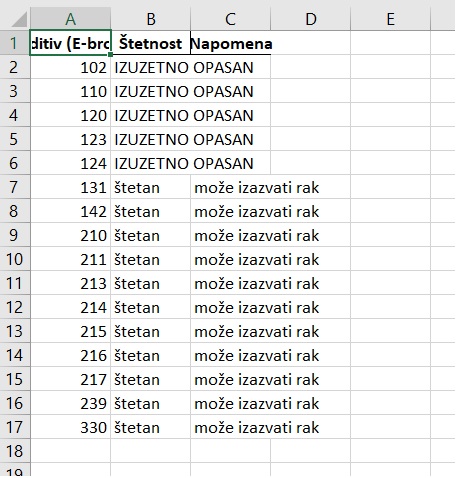 A B C D E
1 ditiv (E-bro Štetnost Napomena
2 102 IZUZETNO OPASAN
3 110 IZUZETNO OPASAN
4 120 IZUZETNO OPASAN
5 123 IZUZETNO OPASAN
6 124 IZUZETNO OPASAN
7 131 štetan može izazvati rak
8 142 štetan može izazvati rak
9 210 štetan može izazvati rak
10 211 štetan može izazvati rak
11 213 štetan može izazvati rak
12 214 štetan može izazvati rak
13 215 štetan može izazvati rak
14 216 štetan može izazvati rak
15 217 štetan može izazvati rak
16 239 štetan može izazvati rak
17 330 štetan može izazvati rak
18
19